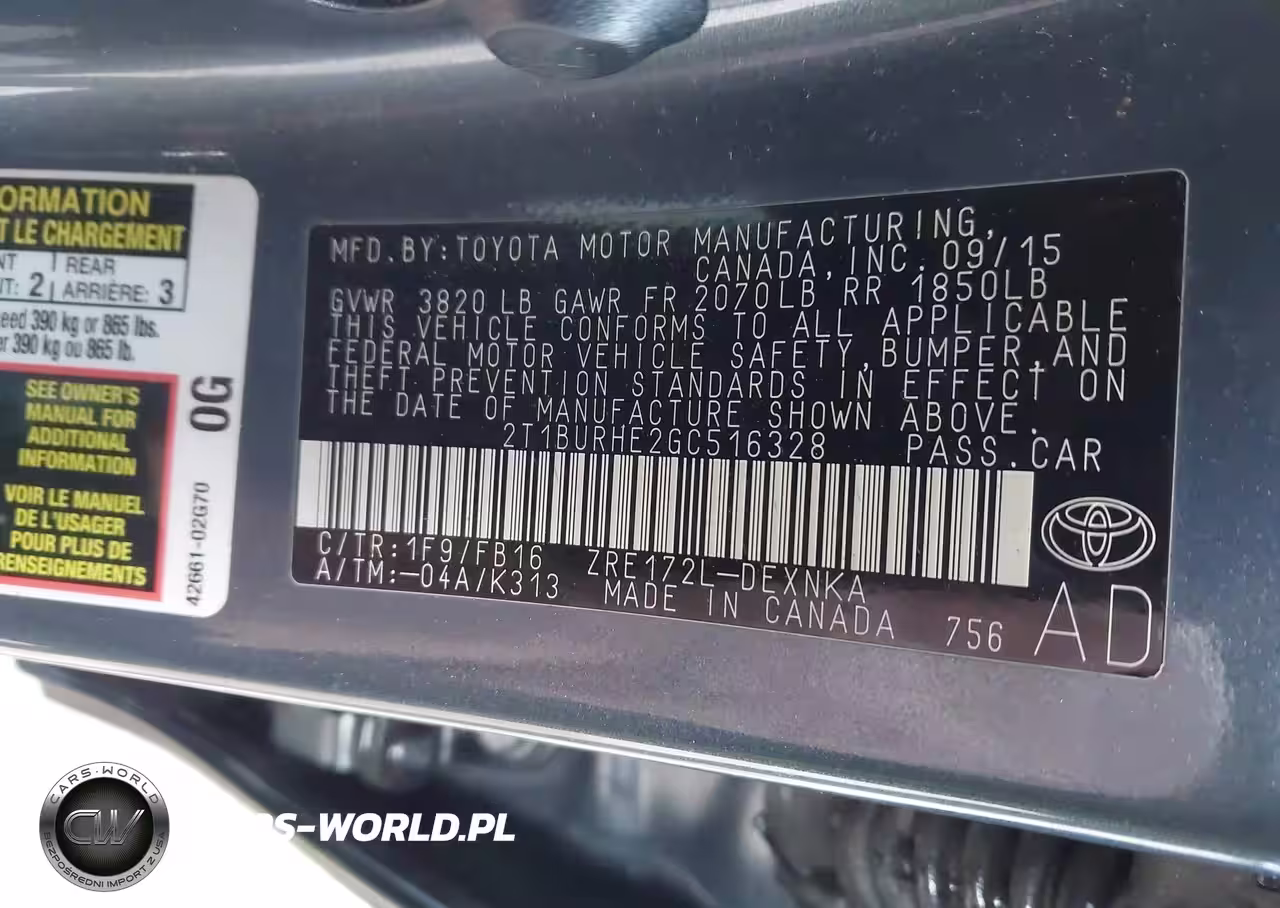 ORMATION
T LE CHARGEMENT
NT | REAR
T: 2 | ARRIÈRE: 3
eed 390 kg or 865 lbs.
er 390 kg ou 865 lb.
SEE OWNER'S
MANUAL FOR
ADDITIONAL
INFORMATION
VOIR LE MANUEL
DE L'USAGER
POUR PLUS DE
RENSEIGNEMENTS
0G
42661-02G70
MFD.BY:TOYOTA MOTOR MANUFACTURING,
CANADA,INC.09/15
GVWR 3820 LB GAWR FR 2070LB RR 1850LB
THIS VEHICLE CONFORMS TO ALL APPLICABLE
FEDERAL MOTOR VEHICLE SAFETY,BUMPER,AND
THEFT PREVENTION STANDARDS IN EFFECT ON
THE DATE OF MANUFACTURE SHOWN ABOVE.
2T1BURHE2GC516328 PASS.CAR
C/TR:1F9/FB16 ZRE172L-DEXNKA
A/TM:-04A/K313 MADE IN CANADA 756
AD
CARS-WORLD
CW
BEZPOŚREDNI IMPORT Z USA
RS-WORLD.PL